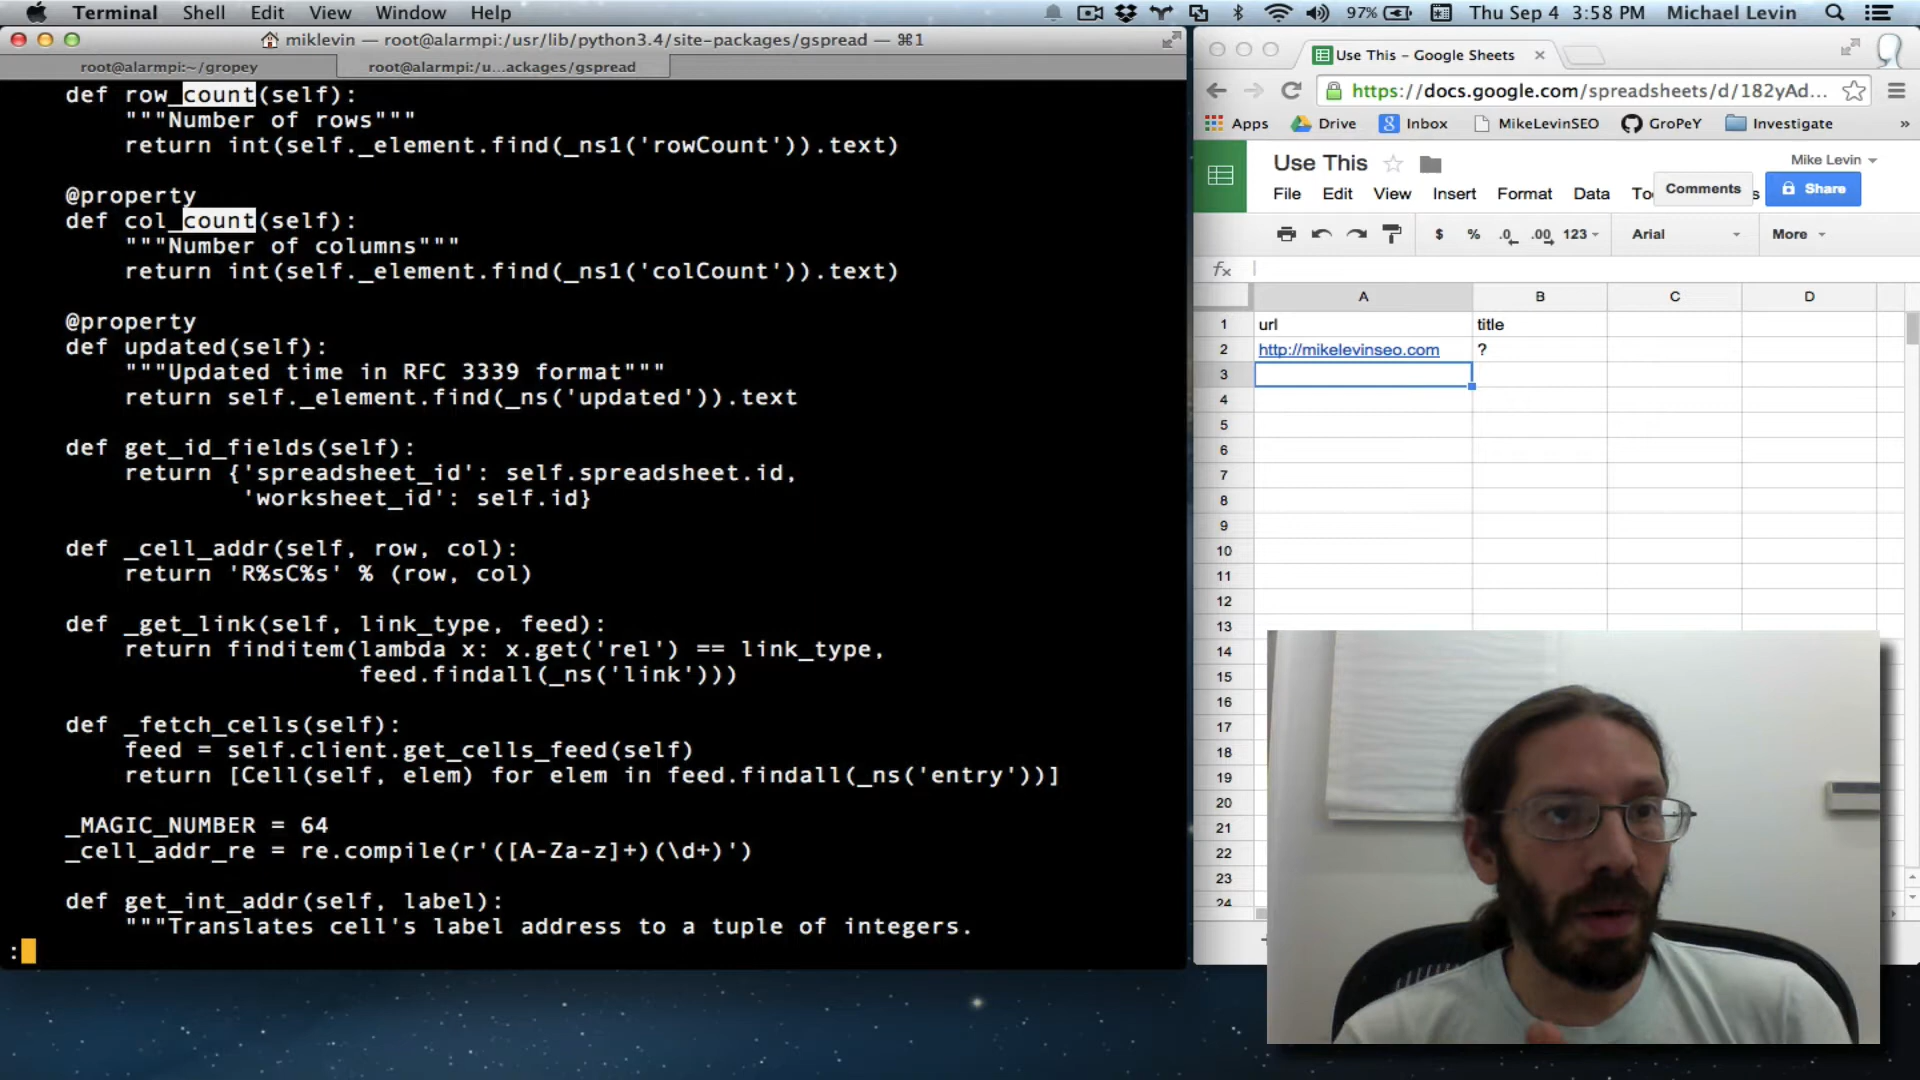 Terminal Shell Edit View Window Help
97% Thu Sep 4 3:58 PM Michael Levin
miklevin — root@alarmpi:/usr/lib/python3.4/site-packages/gspread — ⌘1
root@alarmpi:~/gropey root@alarmpi:/u...ackages/gspread
def row_count(self):
"""Number of rows"""
return int(self._element.find(_ns1('rowCount')).text)
@property
def col_count(self):
"""Number of columns"""
return int(self._element.find(_ns1('colCount')).text)
@property
def updated(self):
"""Updated time in RFC 3339 format"""
return self._element.find(_ns('updated')).text
def get_id_fields(self):
return {'spreadsheet_id': self.spreadsheet.id,
'worksheet_id': self.id}
def _cell_addr(self, row, col):
return 'R%sC%s' % (row, col)
def _get_link(self, link_type, feed):
return finditem(lambda x: x.get('rel') == link_type,
feed.findall(_ns('link')))
def _fetch_cells(self):
feed = self.client.get_cells_feed(self)
return [Cell(self, elem) for elem in feed.findall(_ns('entry'))]
_MAGIC_NUMBER = 64
_cell_addr_re = re.compile(r'([A-Za-z]+)(\d+)')
def get_int_addr(self, label):
"""Translates cell's label address to a tuple of integers.
:
Use This - Google Sheets
https://docs.google.com/spreadsheets/d/182yAd...
Apps Drive Inbox MikeLevinSEO GroPeY Investigate »
Use This
Mike Levin
File Edit View Insert Format Data To s
Comments
Share
$ % .0 .00 123 Arial More
fx
A B C D
1 url title
2 http://mikelevinseo.com ?
3
4
5
6
7
8
9
10
11
12
13
14
15
16
17
18
19
20
21
22
23
24